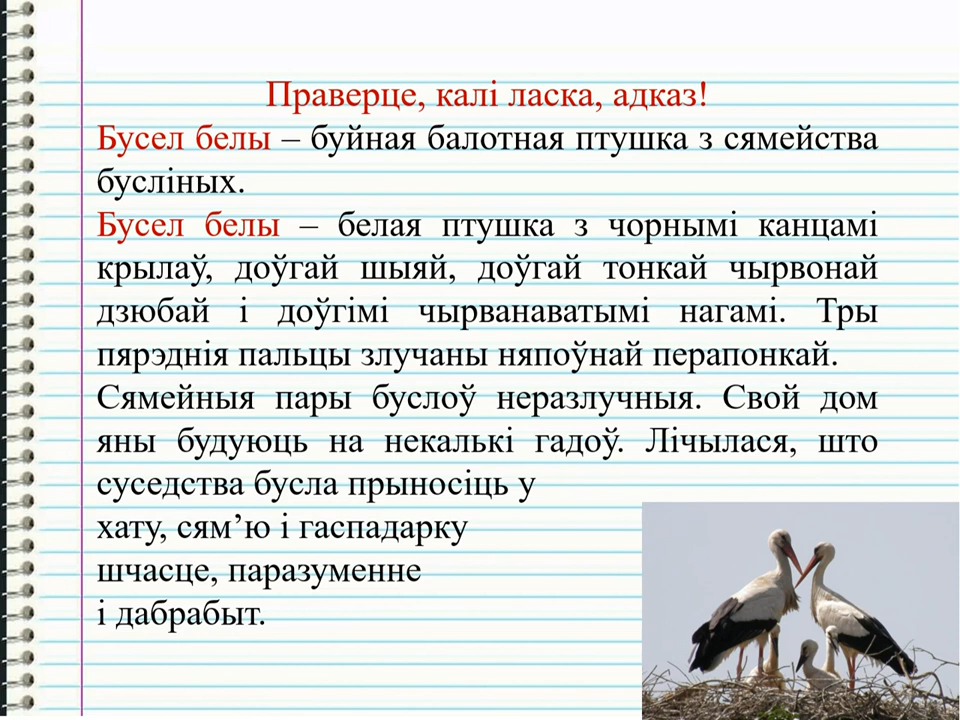 Праверце, калі ласка, адказ!
Бусел белы – буйная балотная птушка з сямейства
бусліных.
Бусел белы – белая птушка з чорнымі канцамі
крылаў, доўгай шыяй, доўгай тонкай чырвонай
дзюбай і доўгімі чырванаватымі нагамі. Тры
пярэднія пальцы злучаны няпоўнай перапонкай.
Сямейныя пары буслоў неразлучныя. Свой дом
яны будуюць на некалькі гадоў. Лічылася, што
суседства бусла прыносіць у
хату, сям’ю і гаспадарку
шчасце, паразуменне
і дабрабыт.